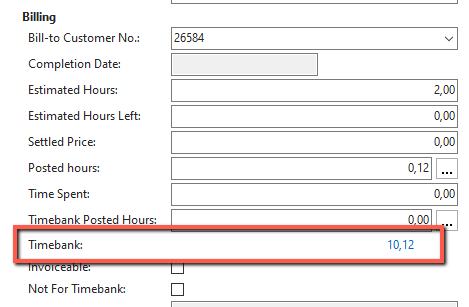 Billing
Bill-to Customer No.: 26584
Completion Date:
Estimated Hours: 2,00
Estimated Hours Left: 0,00
Settled Price: 0,00
Posted hours: 0,12 ...
Time Spent: 0,00
Timebank Posted Hours: 0,00 ...
Timebank: 10,12
Invoiceable:
Not For Timebank: